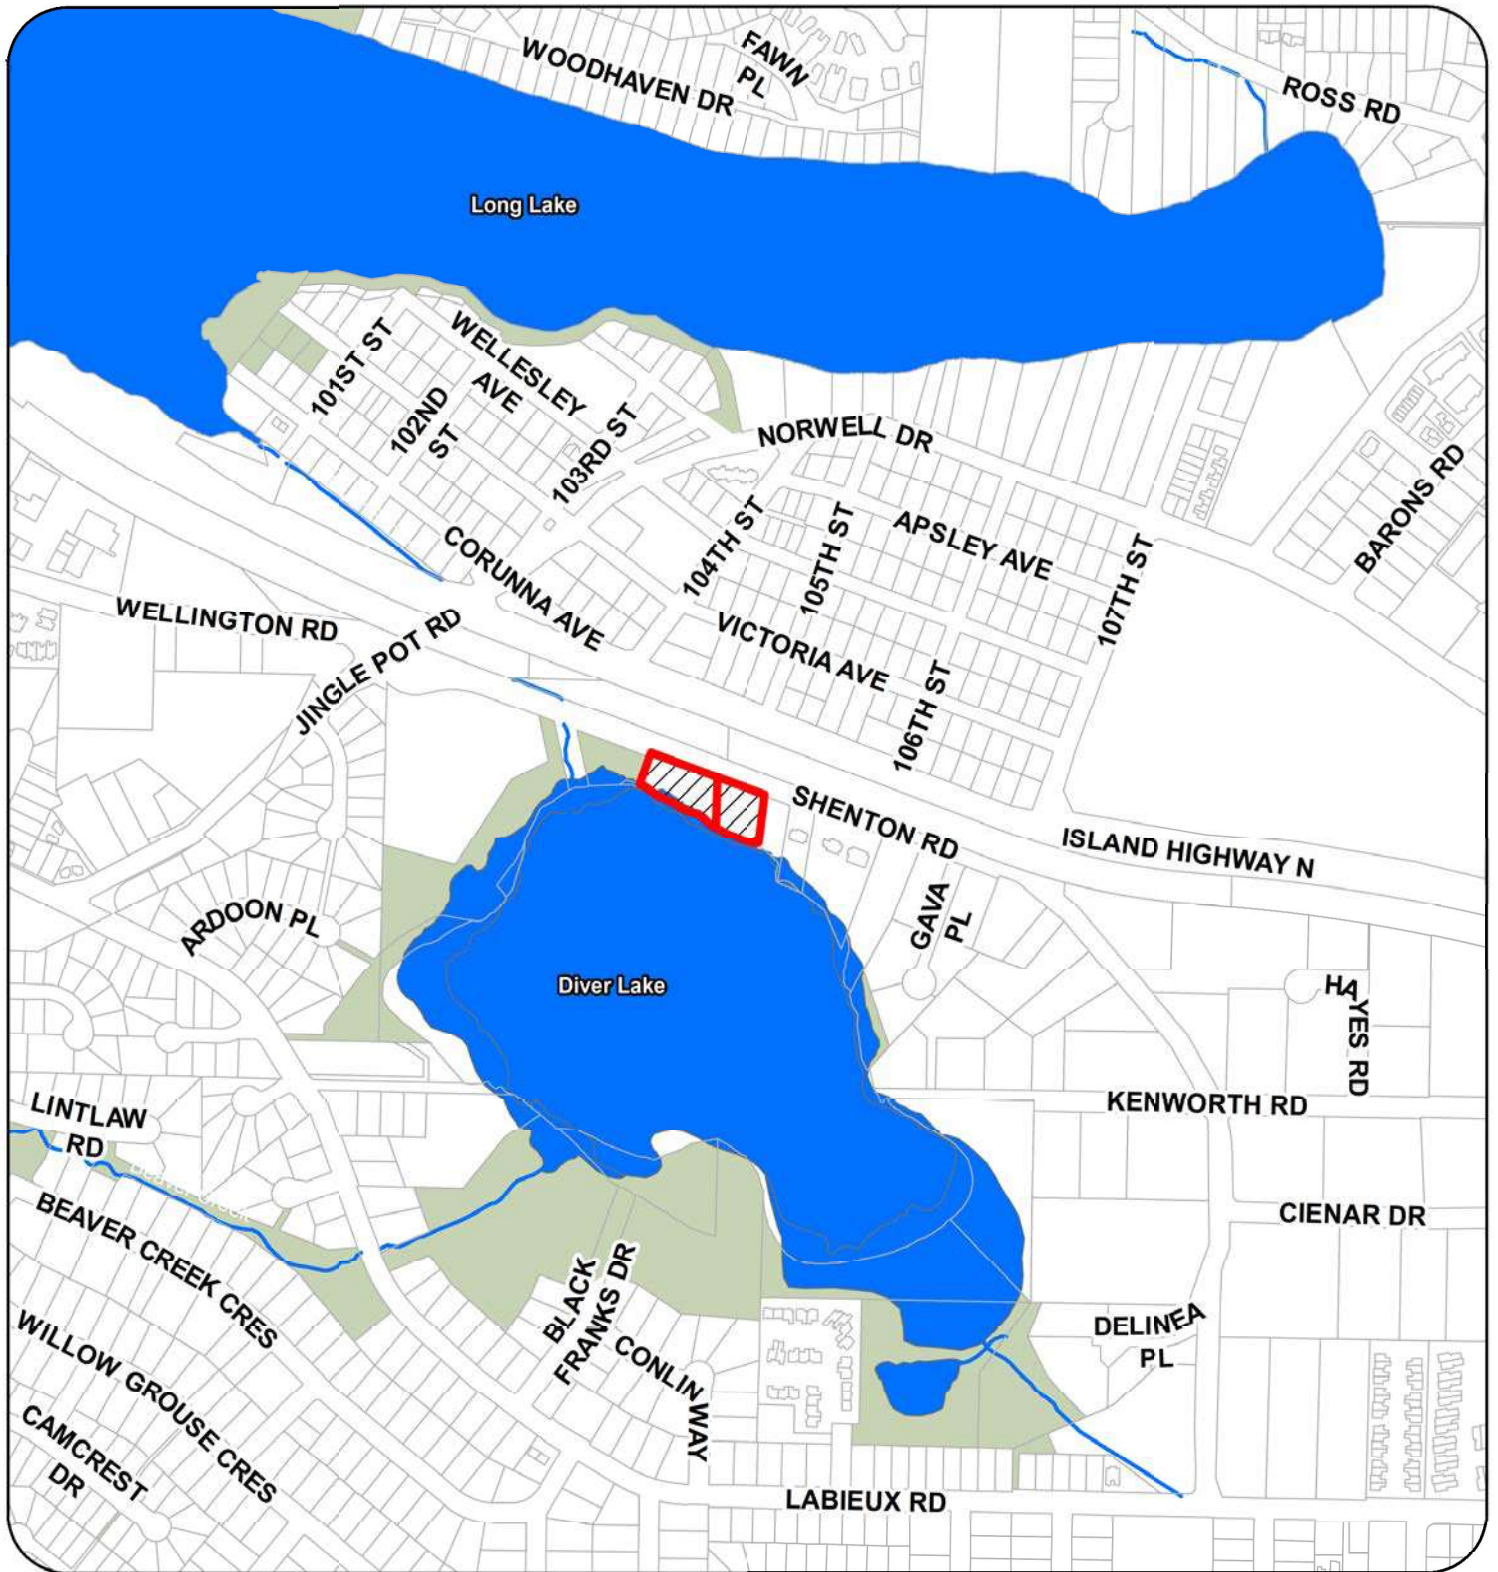 WOODHAVEN DR
FAWN
PL
ROSS RD
Long Lake
101ST ST
102ND
ST
WELLESLEY
AVE
103RD ST
NORWELL DR
BARONS RD
104TH ST
105TH ST
APSLEY AVE
107TH ST
CORUNNA AVE
WELLINGTON RD
JINGLE POT RD
VICTORIA AVE
106TH ST
SHENTON RD
ISLAND HIGHWAY N
ARDOON PL
GAVA
PL
Diver Lake
HAYES RD
LINTLAW
RD
KENWORTH RD
Beaver Creek
BEAVER CREEK CRES
CIENAR DR
BLACK
FRANKS DR
CONLIN WAY
DELINEA
PL
WILLOW GROUSE CRES
CAMCREST
DR
LABIEUX RD